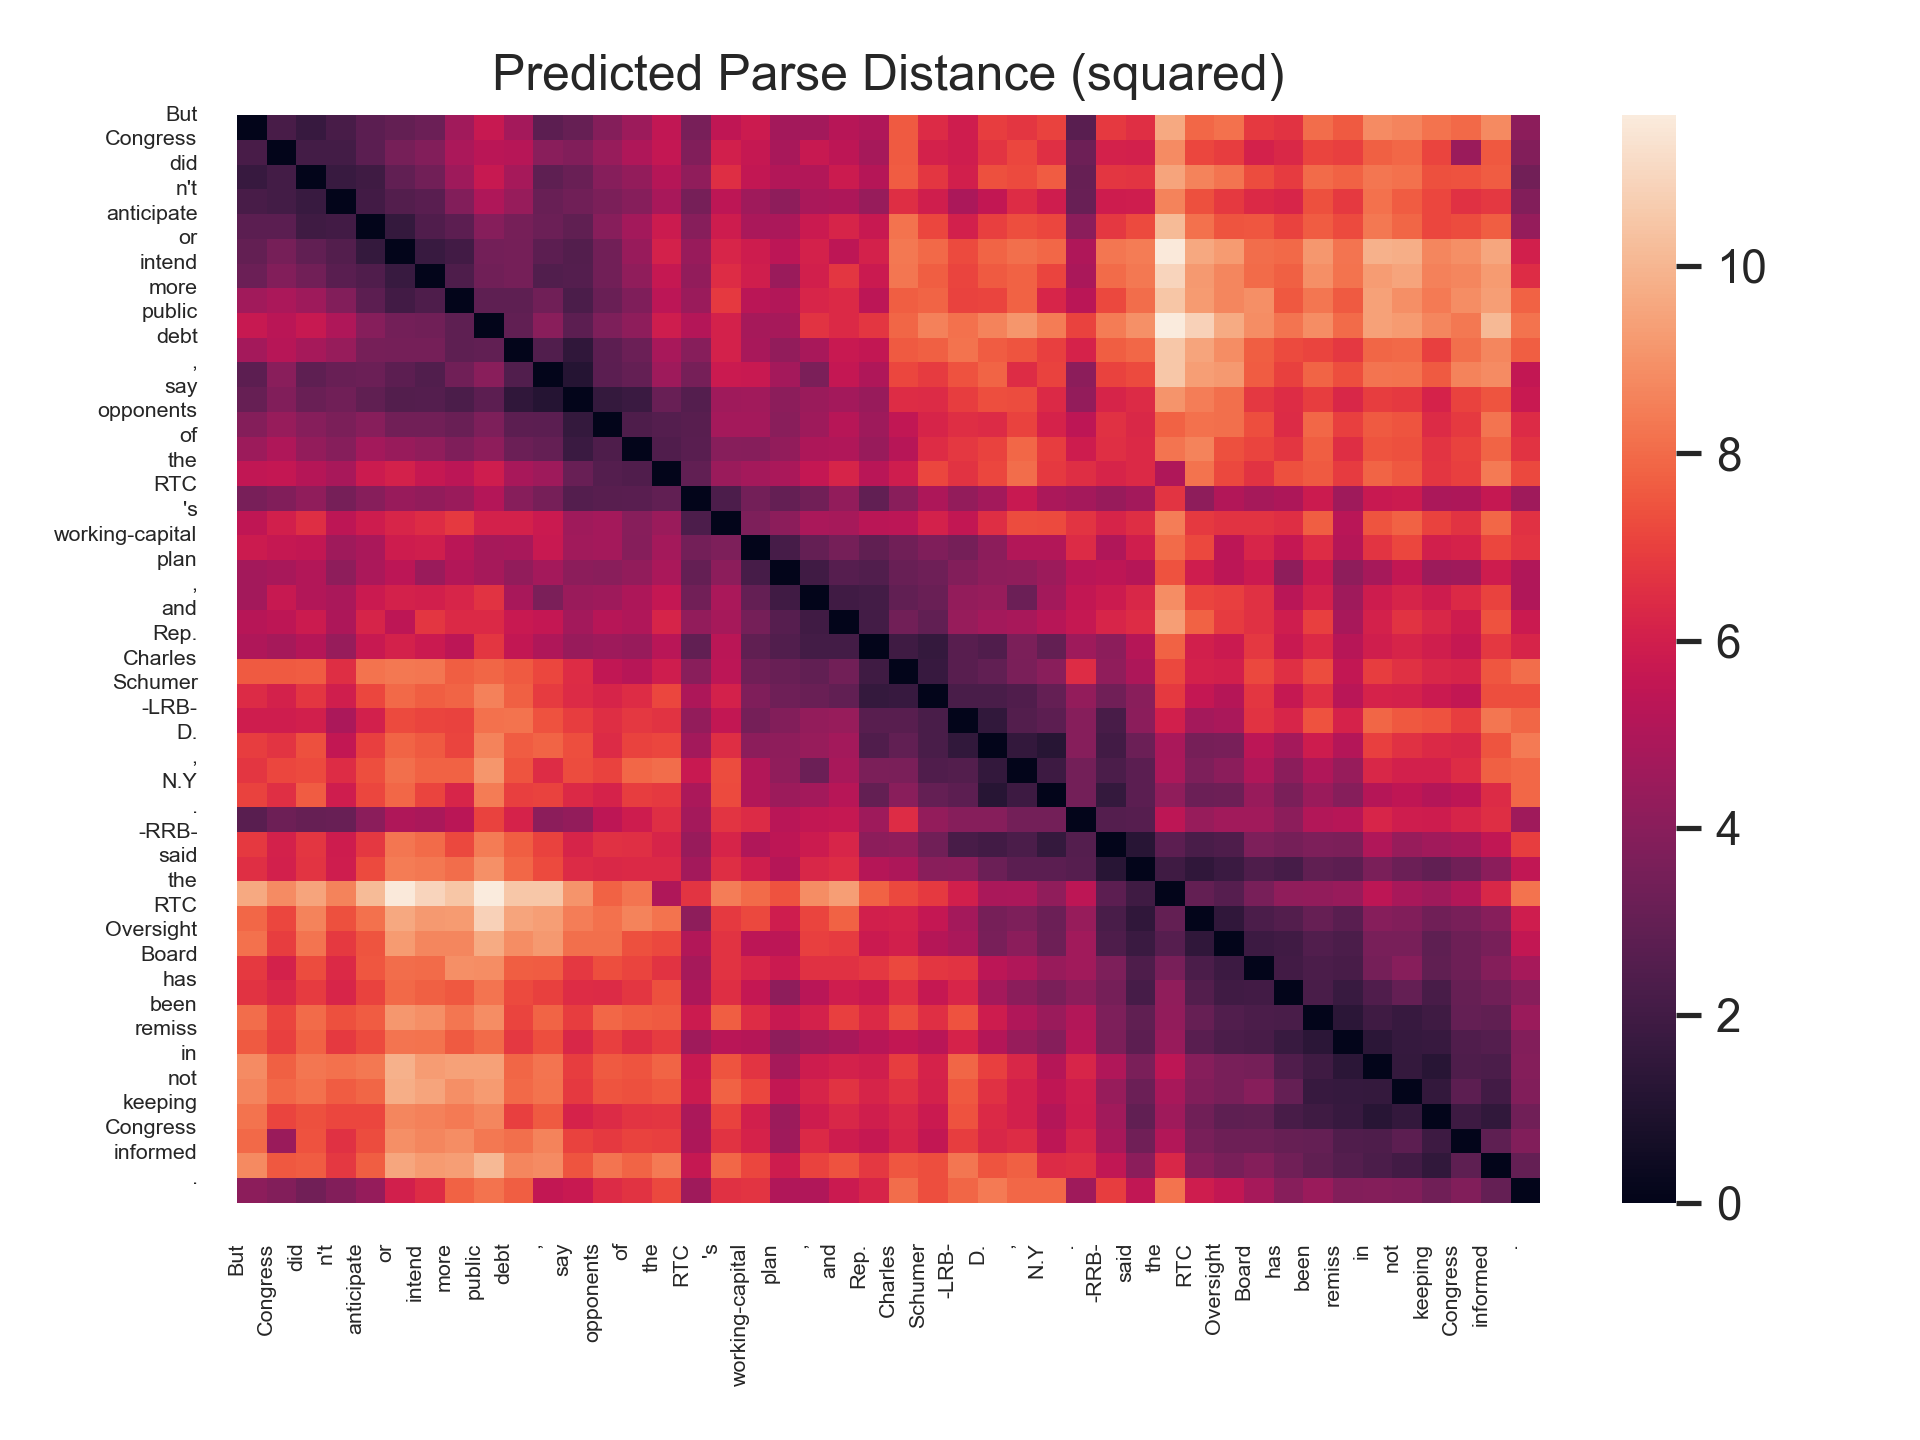 Predicted Parse Distance (squared)
But
Congress
did
n't
anticipate
or
intend
more
public
debt
,
say
opponents
of
the
RTC
's
working-capital
plan
,
and
Rep.
Charles
Schumer
-LRB-
D.
,
N.Y
.
-RRB-
said
the
RTC
Oversight
Board
has
been
remiss
in
not
keeping
Congress
informed
.
But
Congress
did
n't
anticipate
or
intend
more
public
debt
,
say
opponents
of
the
RTC
's
working-capital
plan
,
and
Rep.
Charles
Schumer
-LRB-
D.
,
N.Y
.
-RRB-
said
the
RTC
Oversight
Board
has
been
remiss
in
not
keeping
Congress
informed
.
10
8
6
4
2
0